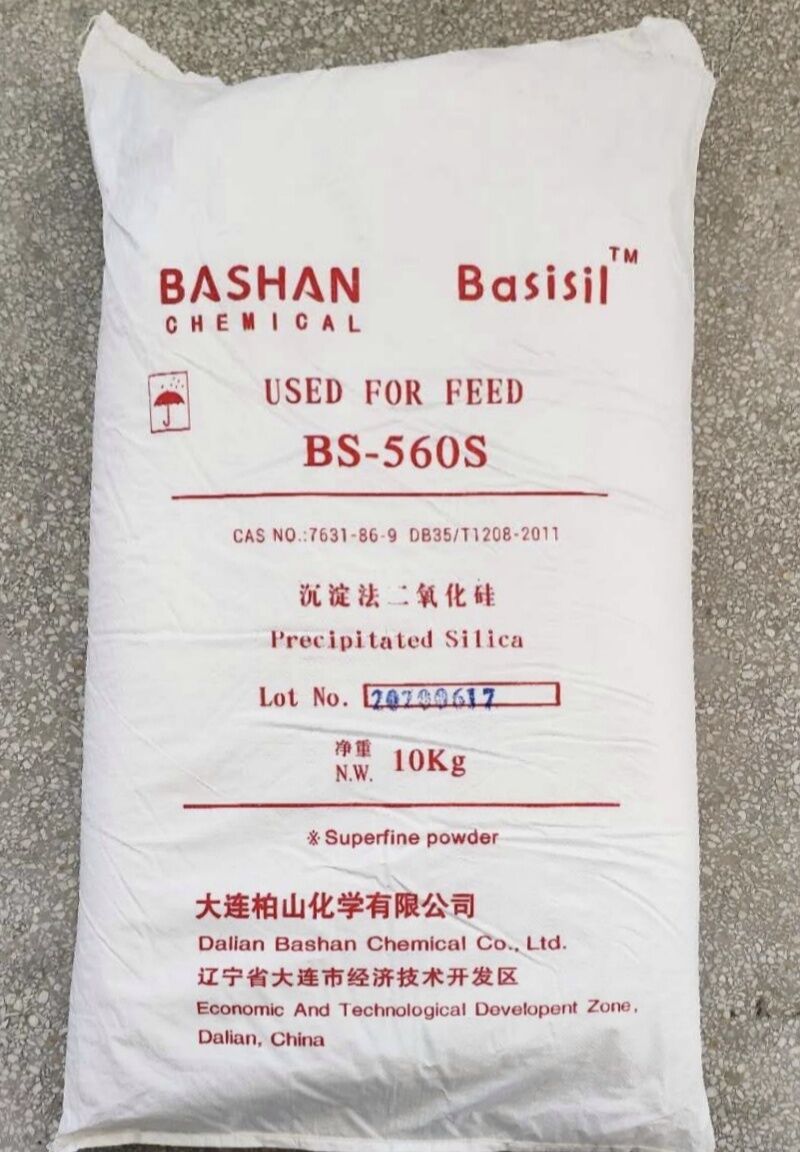 BASHAN Basisil™
CHEMICAL
USED FOR FEED
BS-560S
CAS NO.:7631-86-9 DB35/T1208-2011
沉淀法二氧化硅
Precipitated Silica
Lot No. 20200617
净重
N.W. 10Kg
※Superfine powder
大连柏山化学有限公司
Dalian Bashan Chemical Co., Ltd.
辽宁省大连市经济技术开发区
Economic And Technological Developent Zone,
Dalian, China